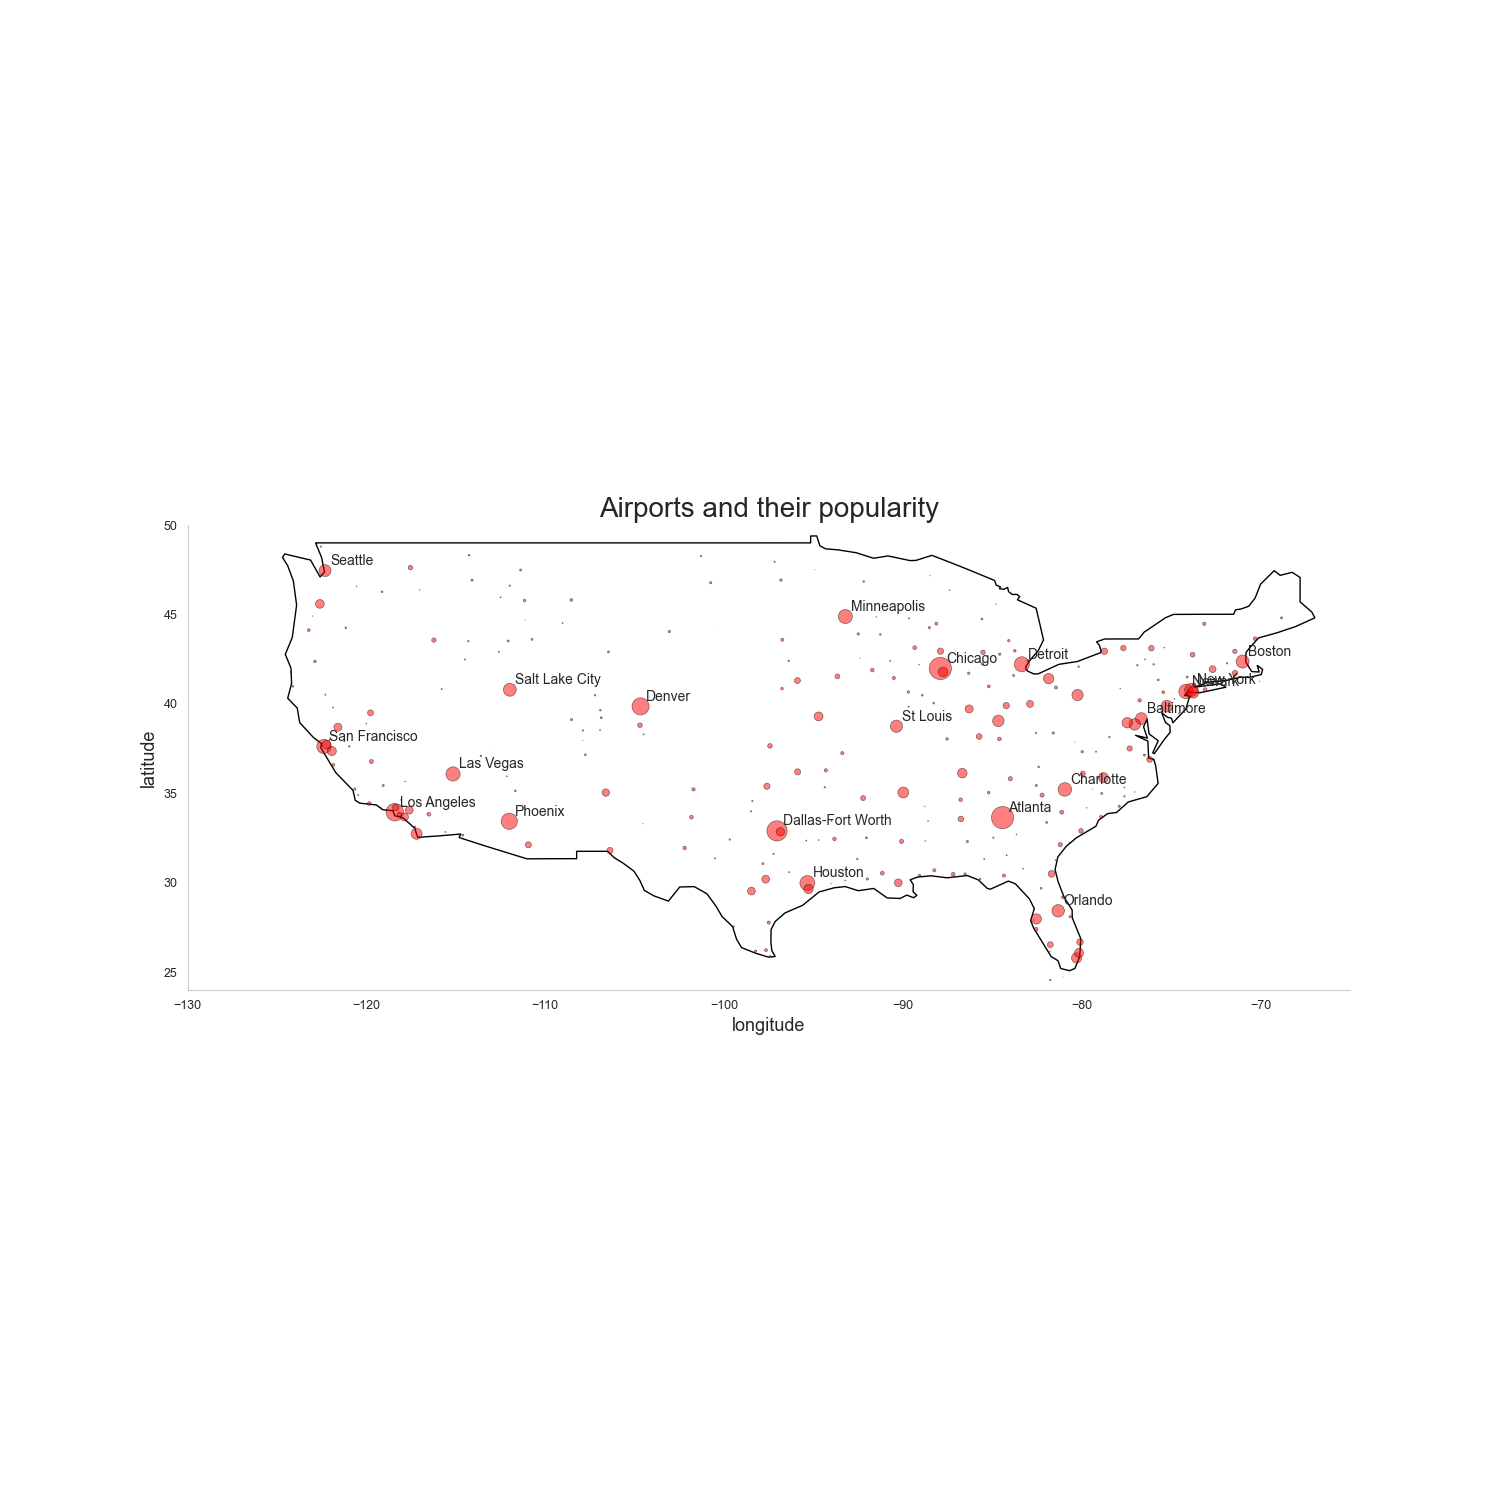 Airports and their popularity
50
45
40
35
30
25
latitude
Seattle
Minneapolis
Boston
Detroit
Chicago
Salt Lake City
New York
Newark
Denver
Baltimore
St Louis
San Francisco
Las Vegas
Charlotte
Los Angeles
Atlanta
Phoenix
Dallas-Fort Worth
Houston
Orlando
−130
−120
−110
−100
−90
−80
−70
longitude